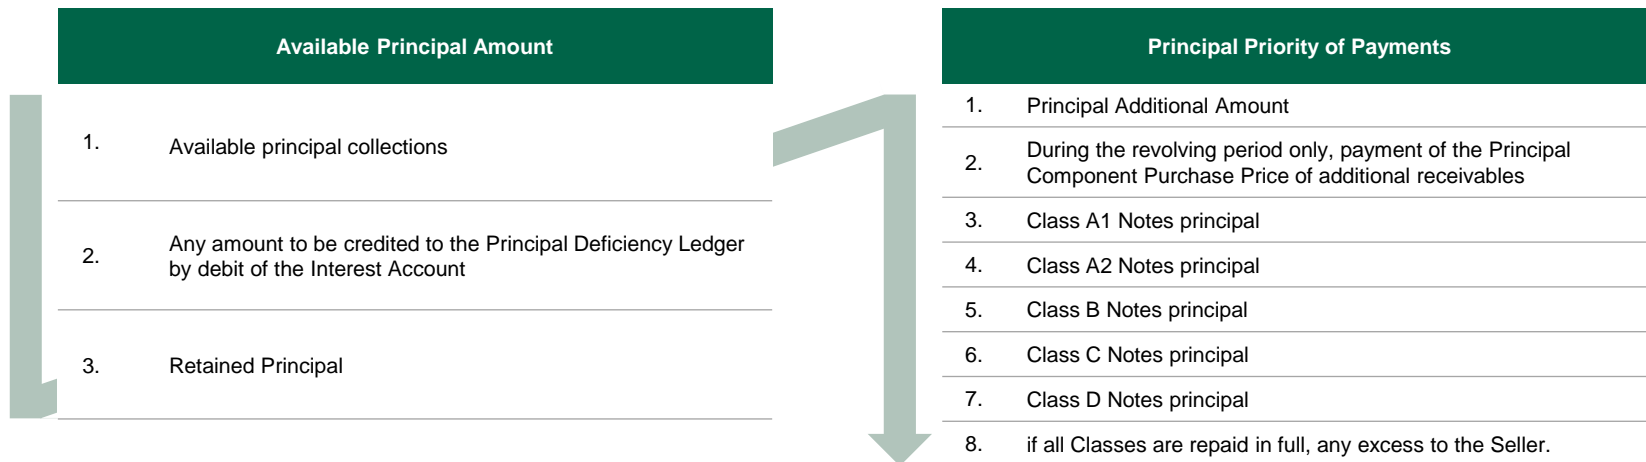 Available Principal Amount
1. Available principal collections
2. Any amount to be credited to the Principal Deficiency Ledger
by debit of the Interest Account
3. Retained Principal
Principal Priority of Payments
1. Principal Additional Amount
2. During the revolving period only, payment of the Principal
Component Purchase Price of additional receivables
3. Class A1 Notes principal
4. Class A2 Notes principal
5. Class B Notes principal
6. Class C Notes principal
7. Class D Notes principal
8. if all Classes are repaid in full, any excess to the Seller.